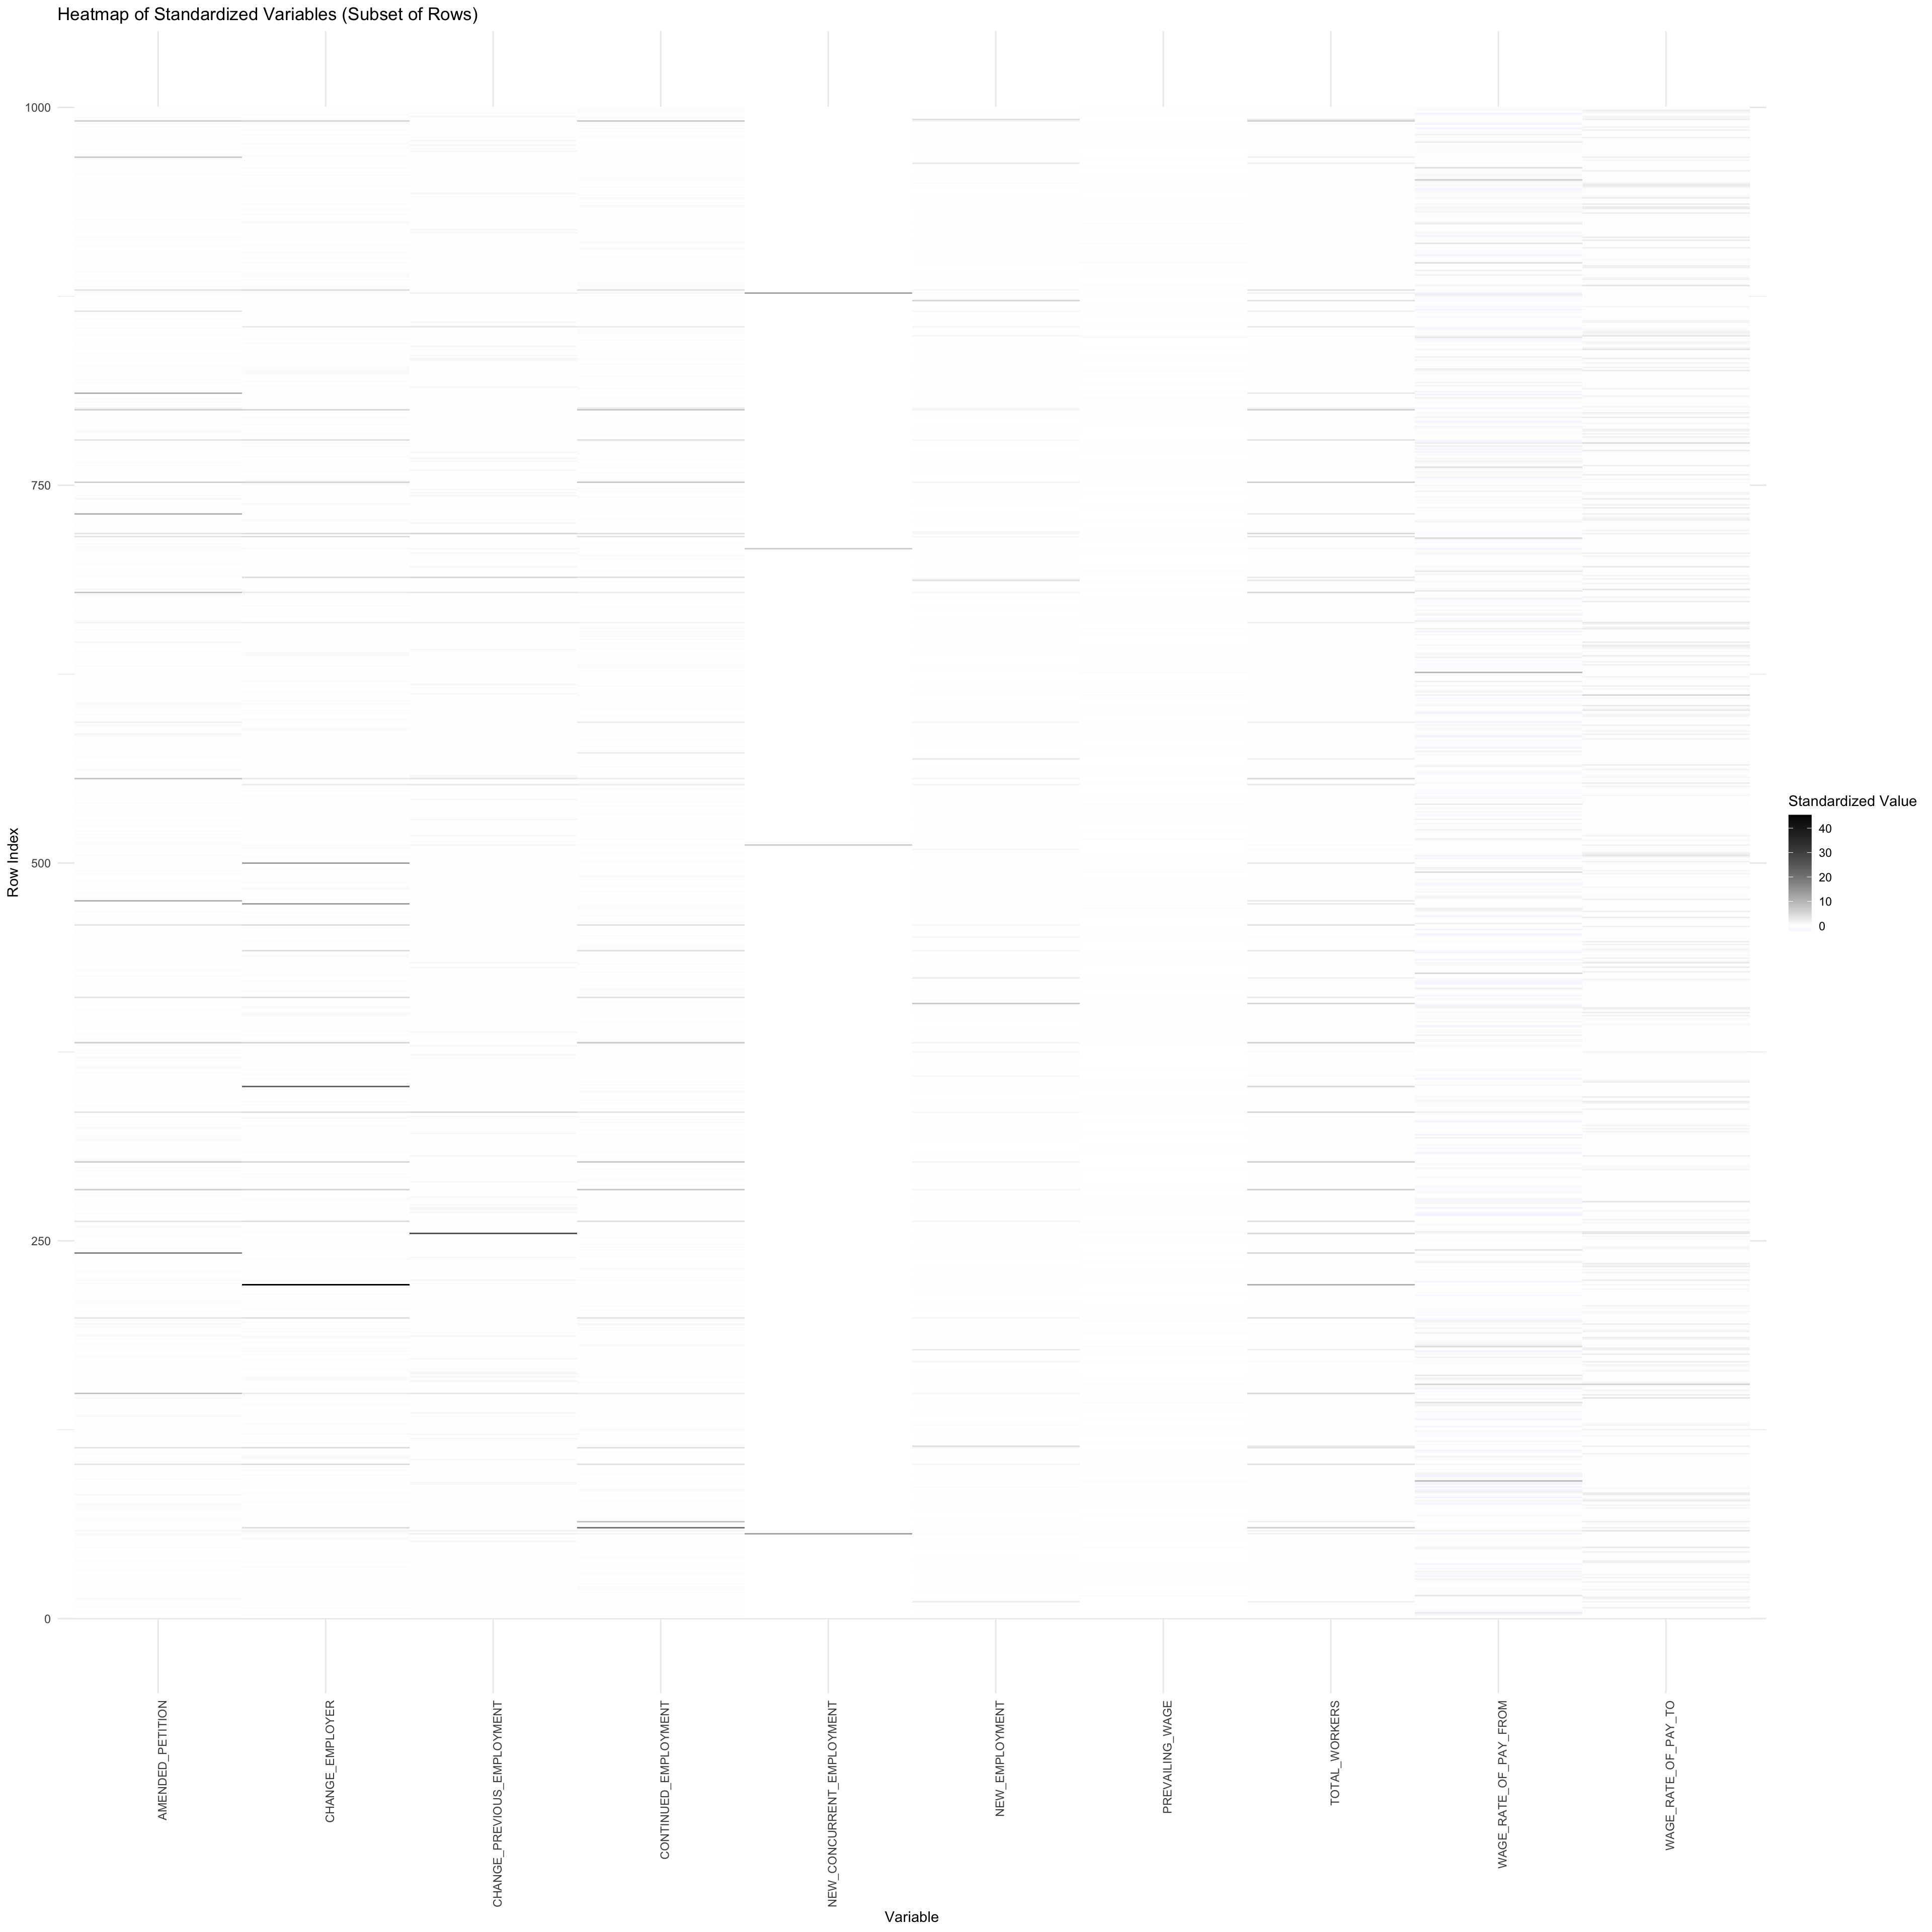 Heatmap of Standardized Variables (Subset of Rows)
1000
750
500
250
0
Row Index
AMENDED_PETITION
CHANGE_EMPLOYER
CHANGE_PREVIOUS_EMPLOYMENT
CONTINUED_EMPLOYMENT
NEW_CONCURRENT_EMPLOYMENT
NEW_EMPLOYMENT
PREVAILING_WAGE
TOTAL_WORKERS
WAGE_RATE_OF_PAY_FROM
WAGE_RATE_OF_PAY_TO
Variable
Standardized Value
40
30
20
10
0